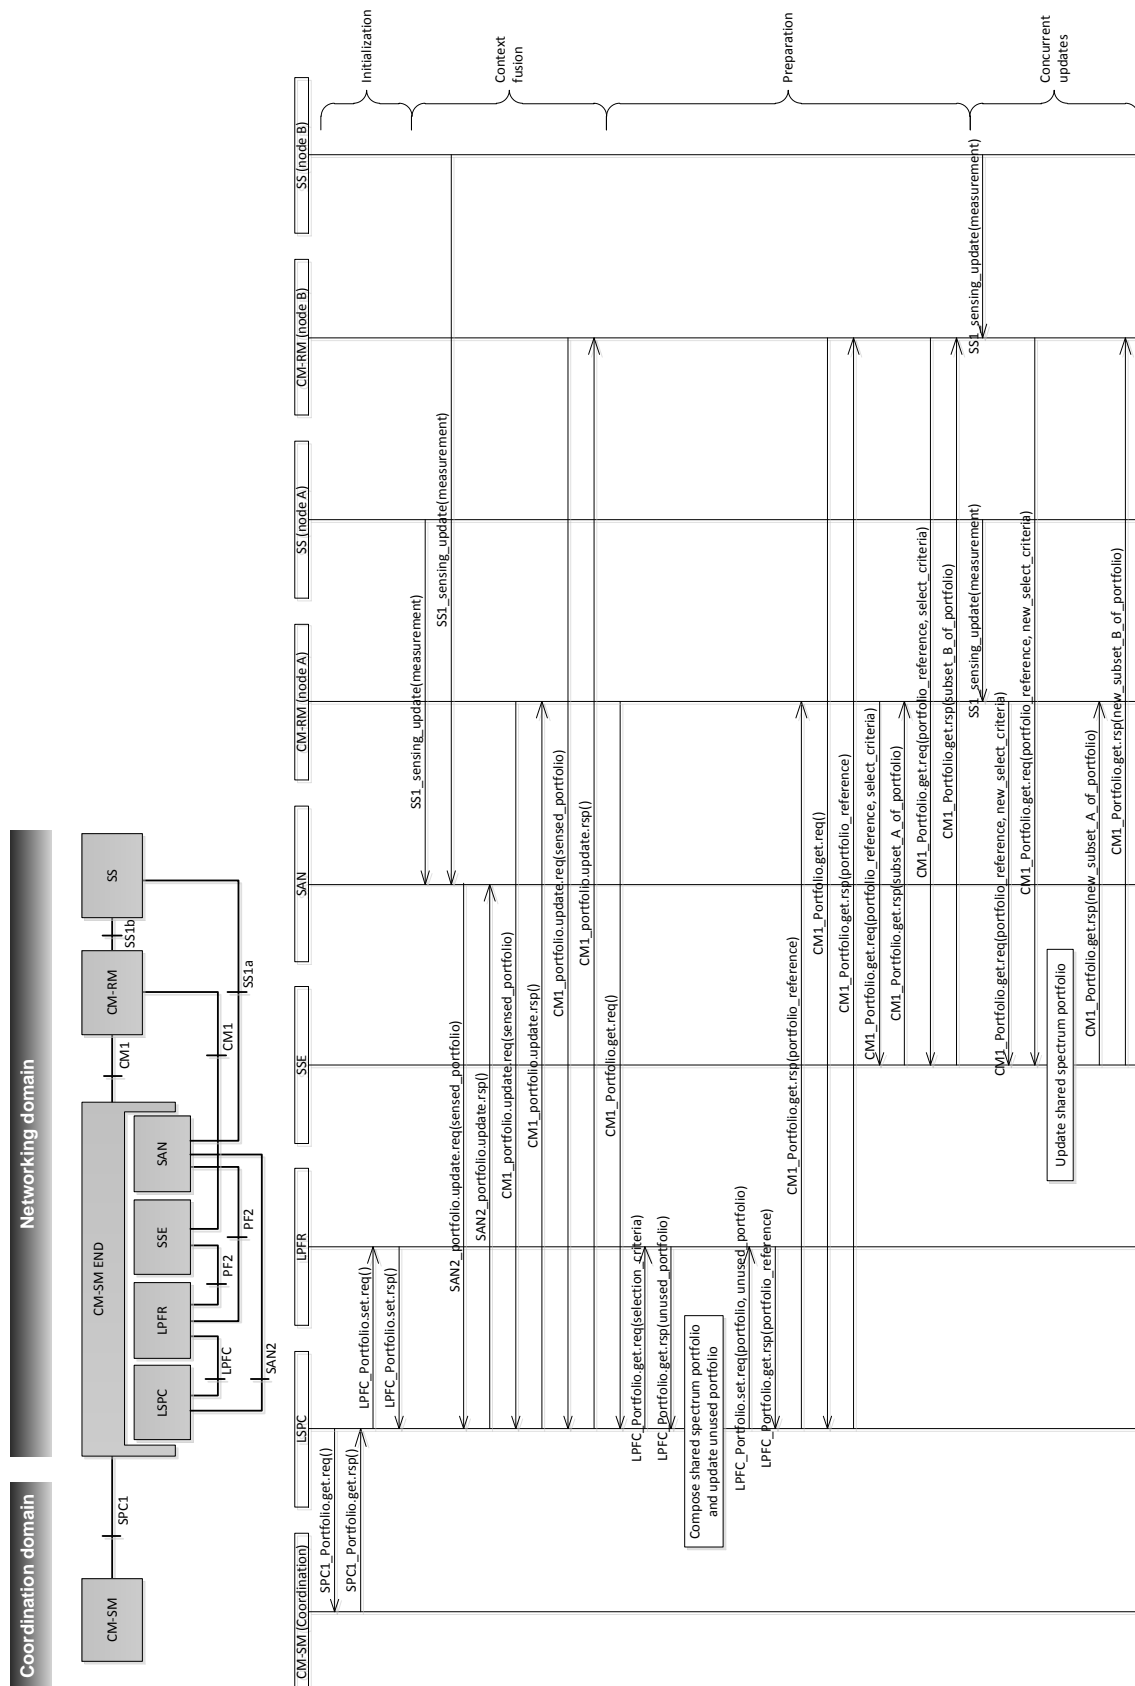 Coordination domain
Networking domain
CM-SM
SPC1
CM-SM END
LSPC
LPFR
SSE
SAN
LPFC
PF2
PF2
SAN2
CM1
CM-RM
SS1b
SS
CM1
SS1a
CM-SM (Coordination)
LSPC
LPFR
SSE
SAN
CM-RM (node A)
SS (node A)
CM-RM (node B)
SS (node B)
Initialization
SPC1_Portfolio.get.req()
SPC1_Portfolio.get.rsp()
LPFC_Portfolio.set.req()
LPFC_Portfolio.set.rsp()
Context
fusion
SS1_sensing_update(measurement)
SS1_sensing_update(measurement)
SAN2_portfolio.update.req(sensed_portfolio)
SAN2_portfolio.update.rsp()
CM1_portfolio.update.req(sensed_portfolio)
CM1_portfolio.update.rsp()
CM1_portfolio.update.req(sensed_portfolio)
CM1_portfolio.update.rsp()
Preparation
CM1_Portfolio.get.req()
LPFC_Portfolio.get.req(selection_criteria)
LPFC_Portfolio.get.rsp(unused_portfolio)
Compose shared spectrum portfolio
and update unused portfolio
LPFC_Portfolio.set.req(portfolio, unused_portfolio)
LPFC_Portfolio.get.rsp(portfolio_reference)
CM1_Portfolio.get.rsp(portfolio_reference)
CM1_Portfolio.get.req()
CM1_Portfolio.get.rsp(portfolio_reference)
CM1_Portfolio.get.req(portfolio_reference, select_criteria)
CM1_Portfolio.get.rsp(subset_A_of_portfolio)
CM1_Portfolio.get.req(portfolio_reference, select_criteria)
CM1_Portfolio.get.rsp(subset_B_of_portfolio)
Concurrent
updates
SS1_sensing_update(measurement)
SS1_sensing_update(measurement)
CM1_Portfolio.get.req(portfolio_reference, new_select_criteria)
CM1_Portfolio.get.req(portfolio_reference, new_select_criteria)
Update shared spectrum portfolio
CM1_Portfolio.get.rsp(new_subset_A_of_portfolio)
CM1_Portfolio.get.rsp(new_subset_B_of_portfolio)